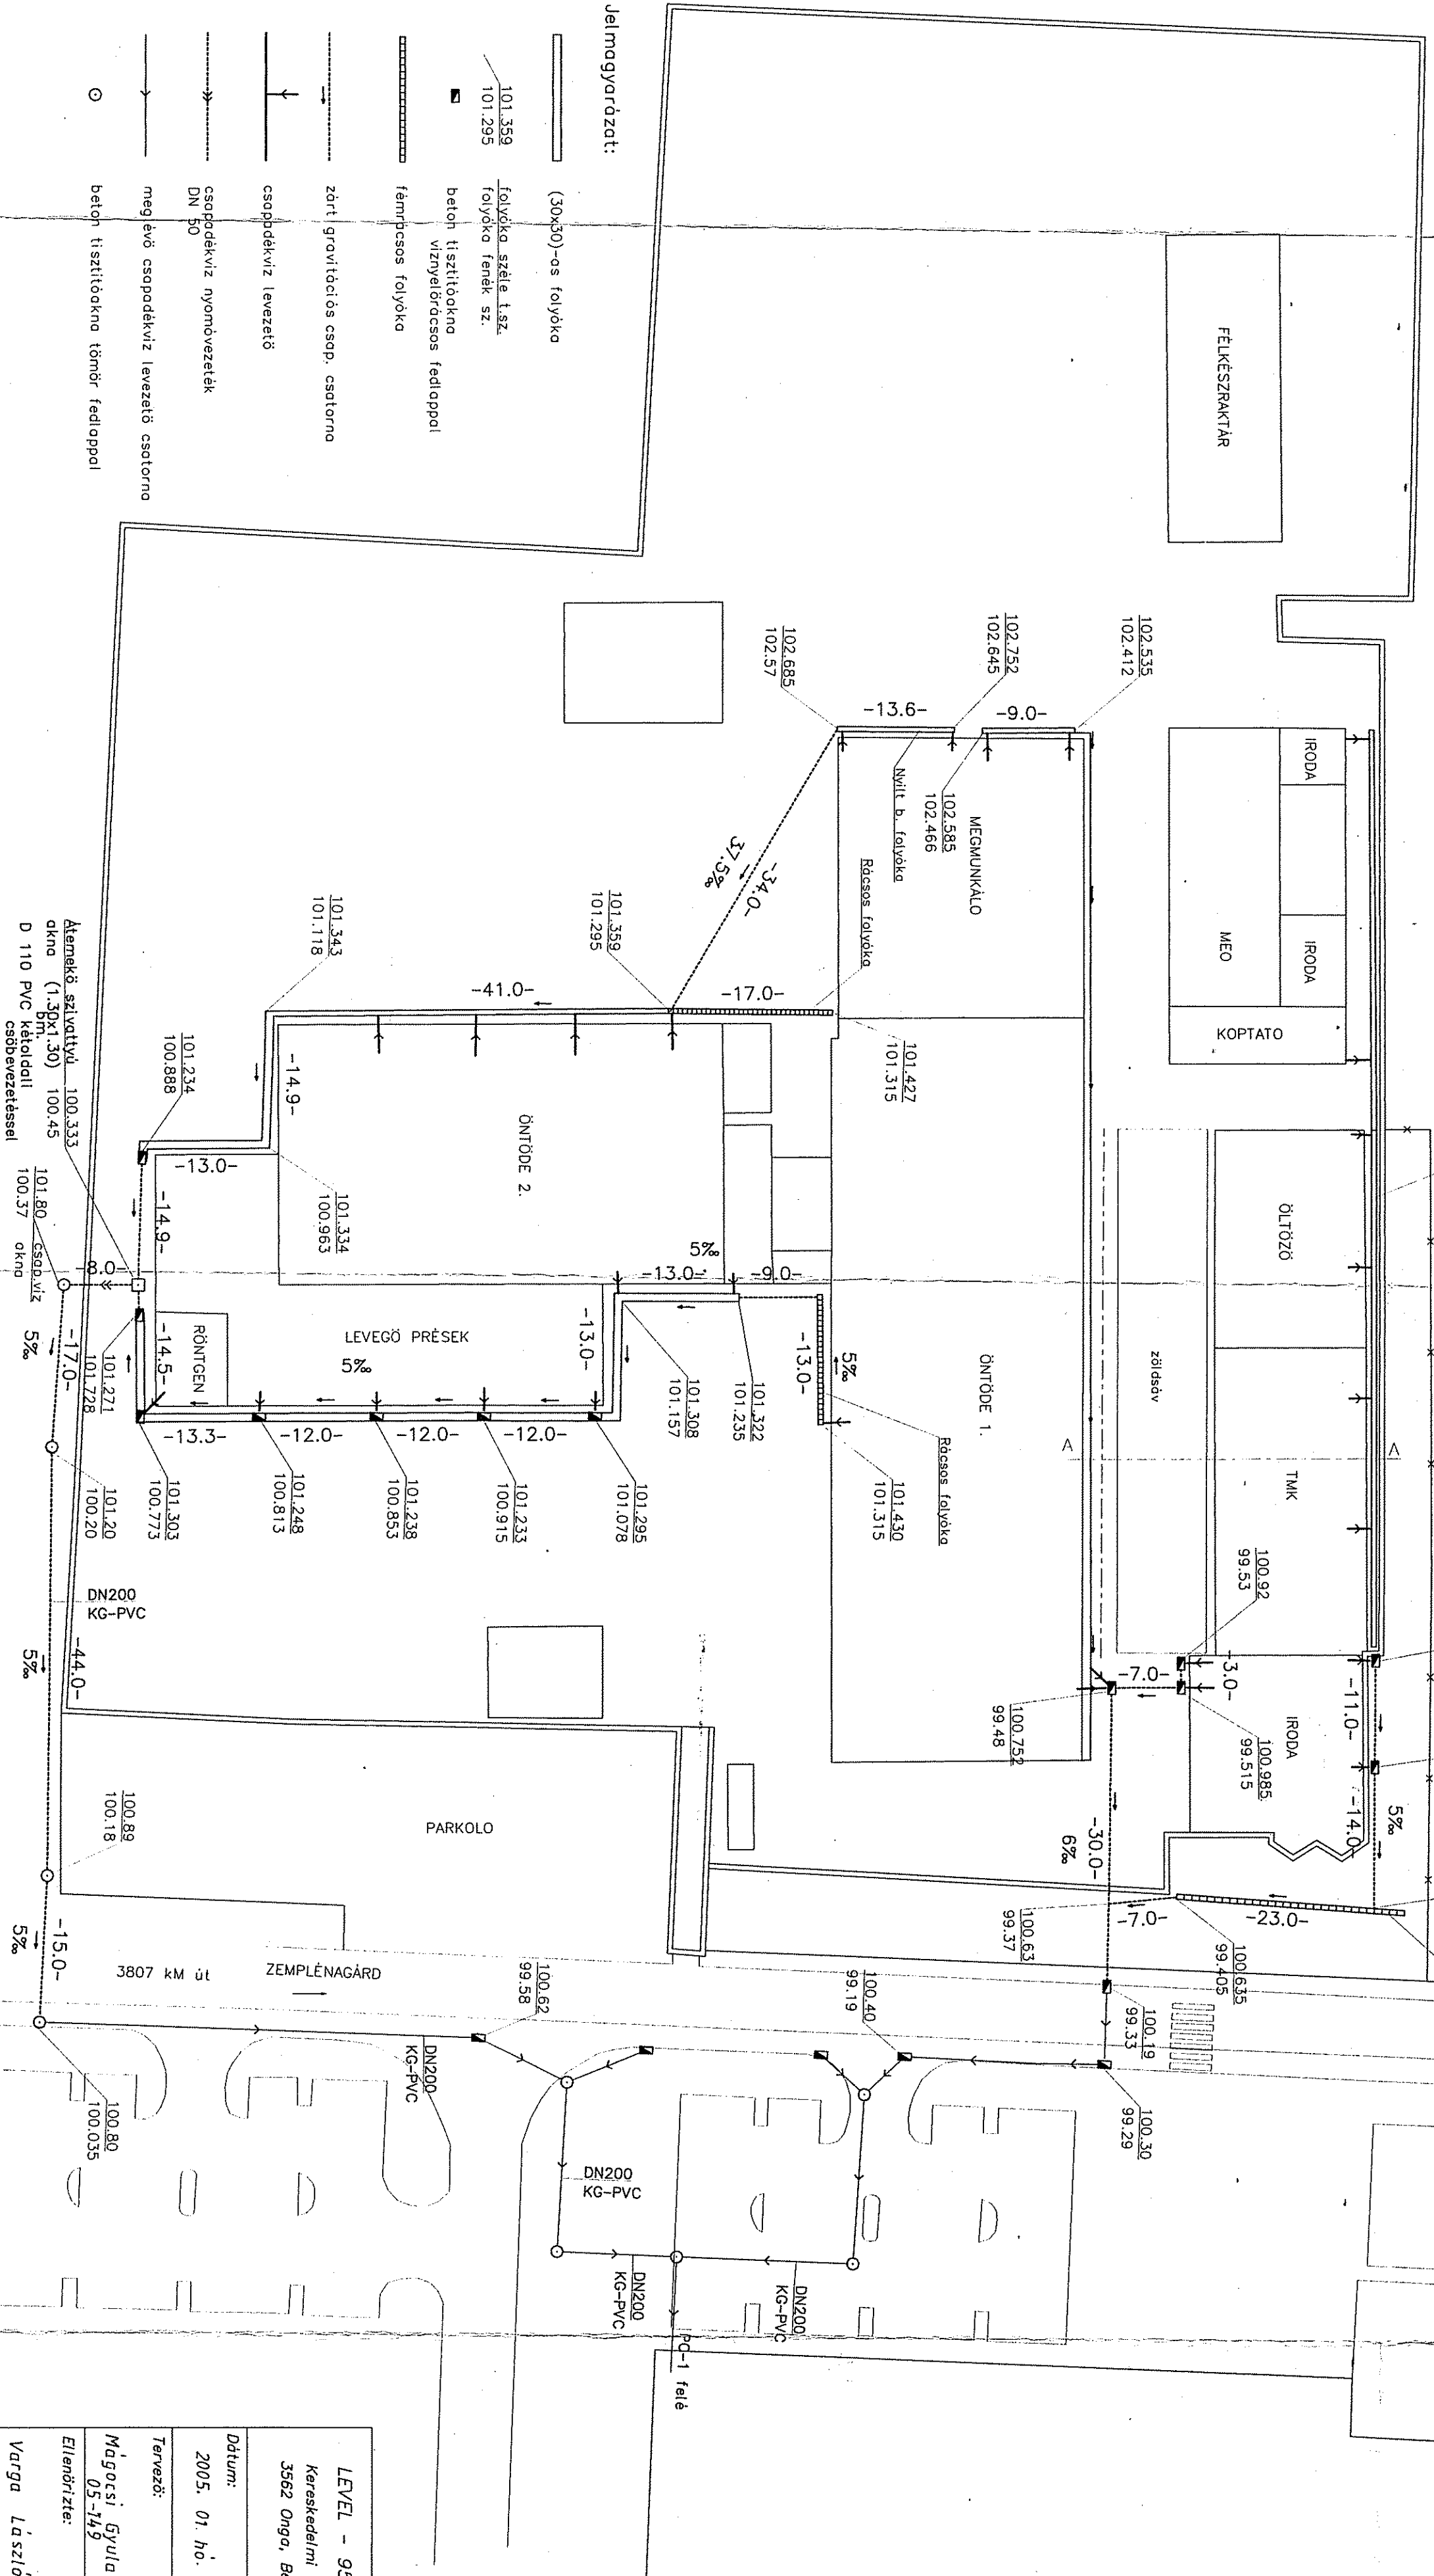 Jelmagyarázat:
(30x30)-as folyóka
101.359
101.295
folyóka széle t.sz.
folyóka fenék sz.
beton tisztítóakna
víznyelőrácsos fedlappal
fémrácsos folyóka
zárt gravitációs csap. csatorna
csapadékvíz levezető
csapadékvíz nyomóvezeték
DN 50
meglévő csapadékvíz levezető csatorna
beton tisztítóakna tömör fedlappal
FÉLKÉSZRAKTÁR
IRODA
MEO
IRODA
KOPTATO
ÖLTÖZÖ
TMK
zöldsáv
IRODA
102.535
102.412
102.752
102.645
102.685
102.57
-13.6-
-9.0-
102.585
102.466
Nyílt b. folyóka
MEGMUNKÁLO
Rácsos folyóka
-34.0-
37.5‰
101.359
101.295
-17.0-
101.427
101.315
-41.0-
101.343
101.118
-14.9-
ÖNTÖDE 2.
ÖNTÖDE 1.
101.234
100.888
-13.0-
101.334
100.963
Átemelő szivattyú
akna (1.30x1.30)
bm.
100.333
100.45
D 110 PVC kétoldali
csőbevezetéssel
101.80
100.37
csap.víz
akna
-8.0-
-14.9-
5‰
-13.0-
-9.0-
-13.0-
5‰
LEVEGÖ PRÉSEK
5‰
RÖNTGEN
-14.5-
-13.0-
101.308
101.157
101.322
101.235
101.430
101.315
Rácsos folyóka
A
A
5‰
-17.0-
101.271
101.728
-13.3-
-12.0-
-12.0-
-12.0-
101.20
100.20
101.303
100.773
101.248
100.813
101.238
100.853
101.233
100.915
101.295
101.078
DN200
KG-PVC
5‰
-44.0-
100.92
99.53
-3.0-
-7.0-
100.985
99.515
100.752
99.48
-11.0-
-14.0-
5‰
-30.0-
6‰
100.89
100.18
PARKOLO
-7.0-
-23.0-
100.63
99.37
100.635
99.405
-15.0-
5‰
3807 kM út
ZEMPLÉNAGÁRD
100.62
99.58
100.40
99.19
100.19
99.33
100.30
99.29
100.80
100.035
DN200
KG-PVC
DN200
KG-PVC
DN200
KG-PVC
DN200
KG-PVC
PC-1 felé
LEVEL - 95
Kereskedelmi
3562 Onga, Be
Dátum:
2005. 01. hó.
Tervező:
Mágocsi Gyula
05-149
Ellenőrizte:
Varga László